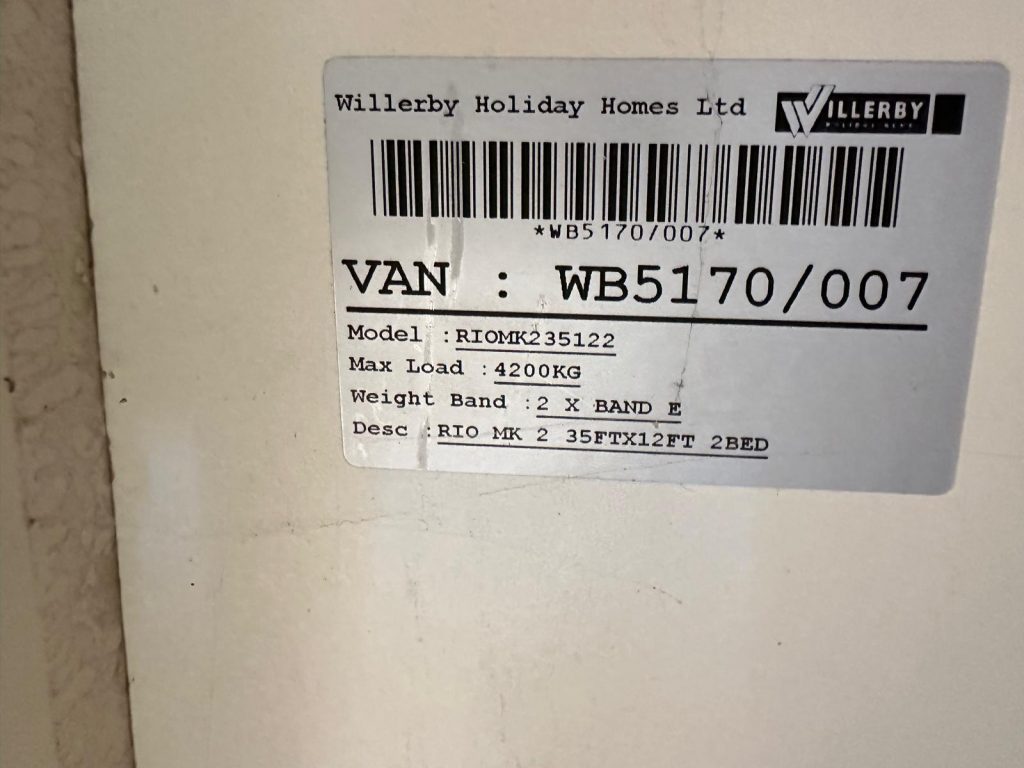 Willerby Holiday Homes Ltd WILLERBY
*WB5170/007*
VAN : WB5170/007
Model :RIOMK235122
Max Load :4200KG
Weight Band :2 X BAND E
Desc :RIO MK 2 35FTX12FT 2BED